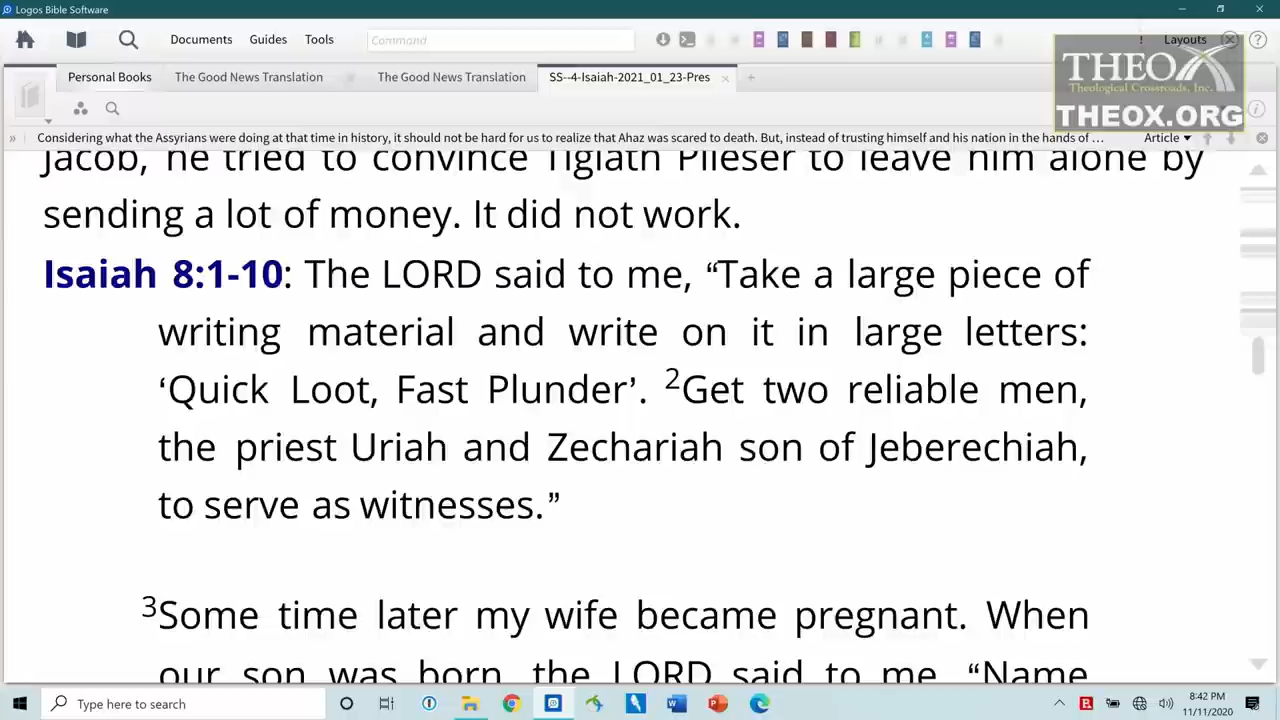 Logos Bible Software
Documents Guides Tools Command Layouts
THEOX
Theological Crossroads, Inc.
THEOX.ORG
Personal Books The Good News Translation The Good News Translation SS--4-Isaiah-2021_01_23-Pres
Considering what the Assyrians were doing at that time in history, it should not be hard for us to realize that Ahaz was scared to death. But, instead of trusting himself and his nation in the hands of … Article
Jacob, he tried to convince Tiglath Pileser to leave him alone by
sending a lot of money. It did not work.
Isaiah 8:1-10: The LORD said to me, “Take a large piece of
writing material and write on it in large letters:
‘Quick Loot, Fast Plunder’. 2Get two reliable men,
the priest Uriah and Zechariah son of Jeberechiah,
to serve as witnesses.”
3Some time later my wife became pregnant. When
our son was born, the LORD said to me, “Name
Type here to search
8:42 PM
11/11/2020